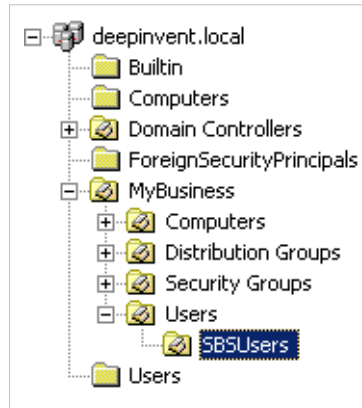 deepinvent.local
Builtin
Computers
Domain Controllers
ForeignSecurityPrincipals
MyBusiness
Computers
Distribution Groups
Security Groups
Users
SBSUsers
Users